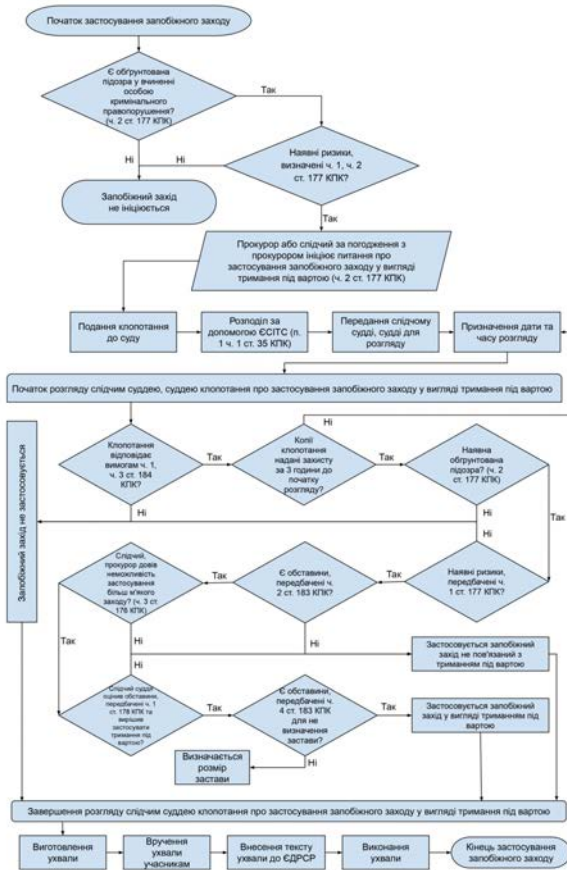 Початок застосування запобіжного заходу
Є обґрунтована
підозра у вчиненні
особою
кримінального
правопорушення?
(ч. 2 ст. 177 КПК)
Так
Ні
Ні
Наявні ризики,
визначені ч. 1, ч. 2
ст. 177 КПК?
Запобіжний захід
не ініціюється
Так
Прокурор або слідчий за погодження з
прокурором ініціює питання про
застосування запобіжного заходу у вигляді
тримання під вартою (ч. 2 ст. 177 КПК)
Подання клопотання
до суду
Розподіл за
допомогою ЄСІТС (п.
1 ч. 1 ст. 35 КПК)
Передання слідчому
судді, судді для
розгляду
Призначення дати та
часу розгляду
Початок розгляду слідчим суддею, суддею клопотання про застосування запобіжного заходу у вигляді тримання під вартою
Ні
Запобіжний захід не застосовується
Клопотання
відповідає
вимогам ч. 1,
ч. 3 ст. 184
КПК?
Так
Копії
клопотання
надані захисту
за 3 години до
початку
розгляду?
Так
Наявна
обґрунтована
підозра? (ч. 2
ст. 177 КПК)
Ні
Ні
Так
Ні
Слідчий,
прокурор довів
неможливість
застосування
більш м'якого
заходу? (ч. 3 ст.
176 КПК)
Так
Є обставини,
передбачені ч.
2 ст. 183 КПК?
Так
Наявні ризики,
передбачені ч.
1 ст. 177 КПК?
Так
Ні
Ні
Застосовується запобіжний
захід не пов'язаний з
триманням під вартою
Ні
Слідчий суддя
оцінив обставини,
передбачені ч. 1
ст. 178 КПК та
вирішив
застосувати
тримання під
вартою?
Так
Є обставини,
передбачені ч.
4 ст. 183 КПК
для не
визначення
застави?
Так
Застосовується запобіжний
захід у вигляді триманням під
вартою
Ні
Визначається
розмір
застави
Завершення розгляду слідчим суддею клопотання про застосування запобіжного заходу у вигляді тримання під вартою
Виготовлення
ухвали
Вручення
ухвали
учасникам
Внесення тексту
ухвали до ЄДРСР
Виконання
ухвали
Кінець застосування
запобіжного заходу